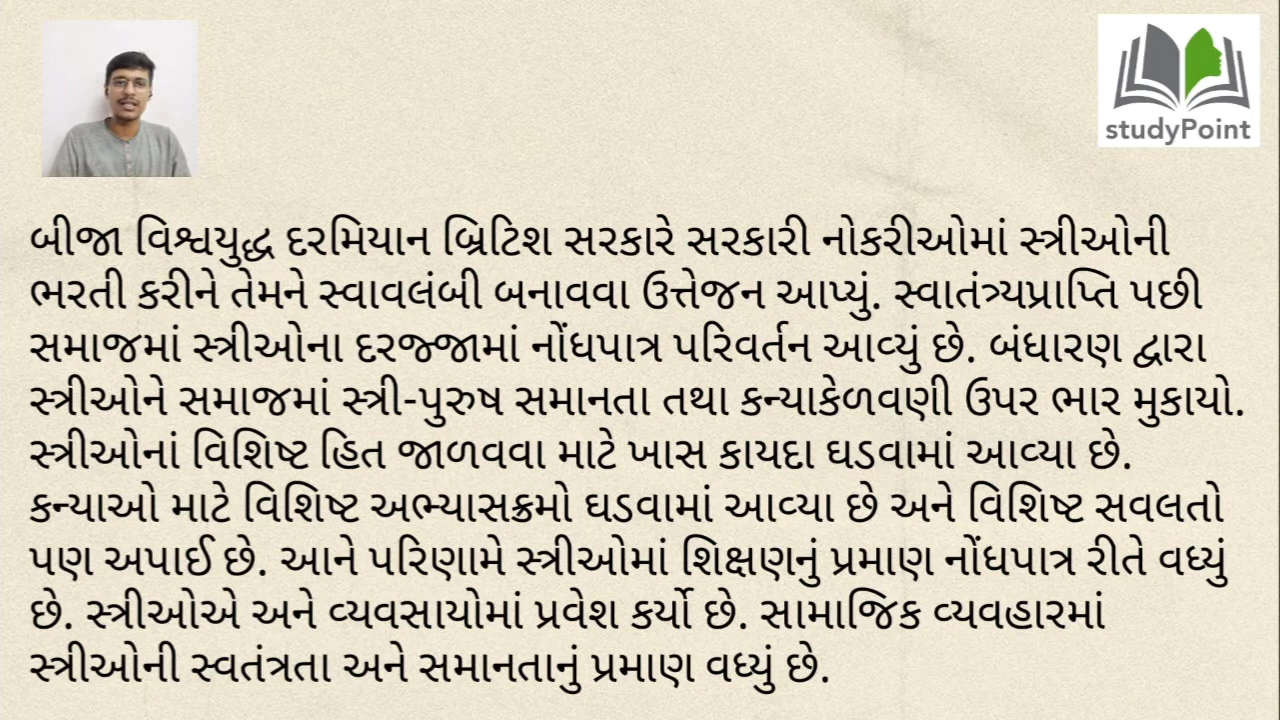 studyPoint
બીજા વિશ્વયુદ્ધ દરમિયાન બ્રિટિશ સરકારે સરકારી નોકરીઓમાં સ્ત્રીઓની
ભરતી કરીને તેમને સ્વાવલંબી બનાવવા ઉત્તેજન આપ્યું. સ્વાતંત્ર્યપ્રાપ્તિ પછી
સમાજમાં સ્ત્રીઓના દરજ્જામાં નોંધપાત્ર પરિવર્તન આવ્યું છે. બંધારણ દ્વારા
સ્ત્રીઓને સમાજમાં સ્ત્રી-પુરુષ સમાનતા તથા કન્યાકેળવણી ઉપર ભાર મુકાયો.
સ્ત્રીઓનાં વિશિષ્ટ હિત જાળવવા માટે ખાસ કાયદા ઘડવામાં આવ્યા છે.
કન્યાઓ માટે વિશિષ્ટ અભ્યાસક્રમો ઘડવામાં આવ્યા છે અને વિશિષ્ટ સવલતો
પણ અપાઈ છે. આને પરિણામે સ્ત્રીઓમાં શિક્ષણનું પ્રમાણ નોંધપાત્ર રીતે વધ્યું
છે. સ્ત્રીઓએ અને વ્યવસાયોમાં પ્રવેશ કર્યો છે. સામાજિક વ્યવહારમાં
સ્ત્રીઓની સ્વતંત્રતા અને સમાનતાનું પ્રમાણ વધ્યું છે.